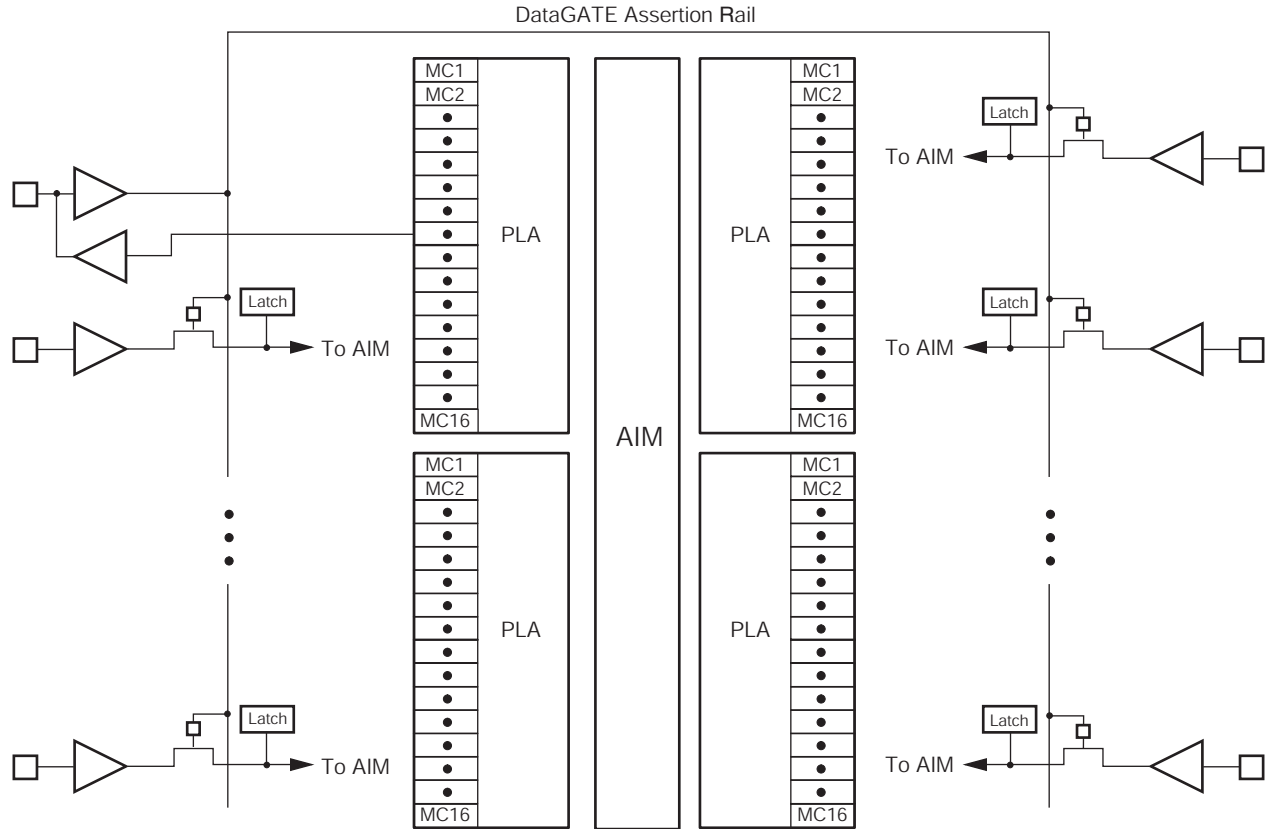 DataGATE Assertion Rail
MC1
MC2
PLA
MC16
MC1
MC2
PLA
MC16
Latch
To AIM
Latch
To AIM
AIM
MC1
MC2
PLA
MC16
MC1
MC2
PLA
MC16
Latch
To AIM
Latch
To AIM
Latch
To AIM